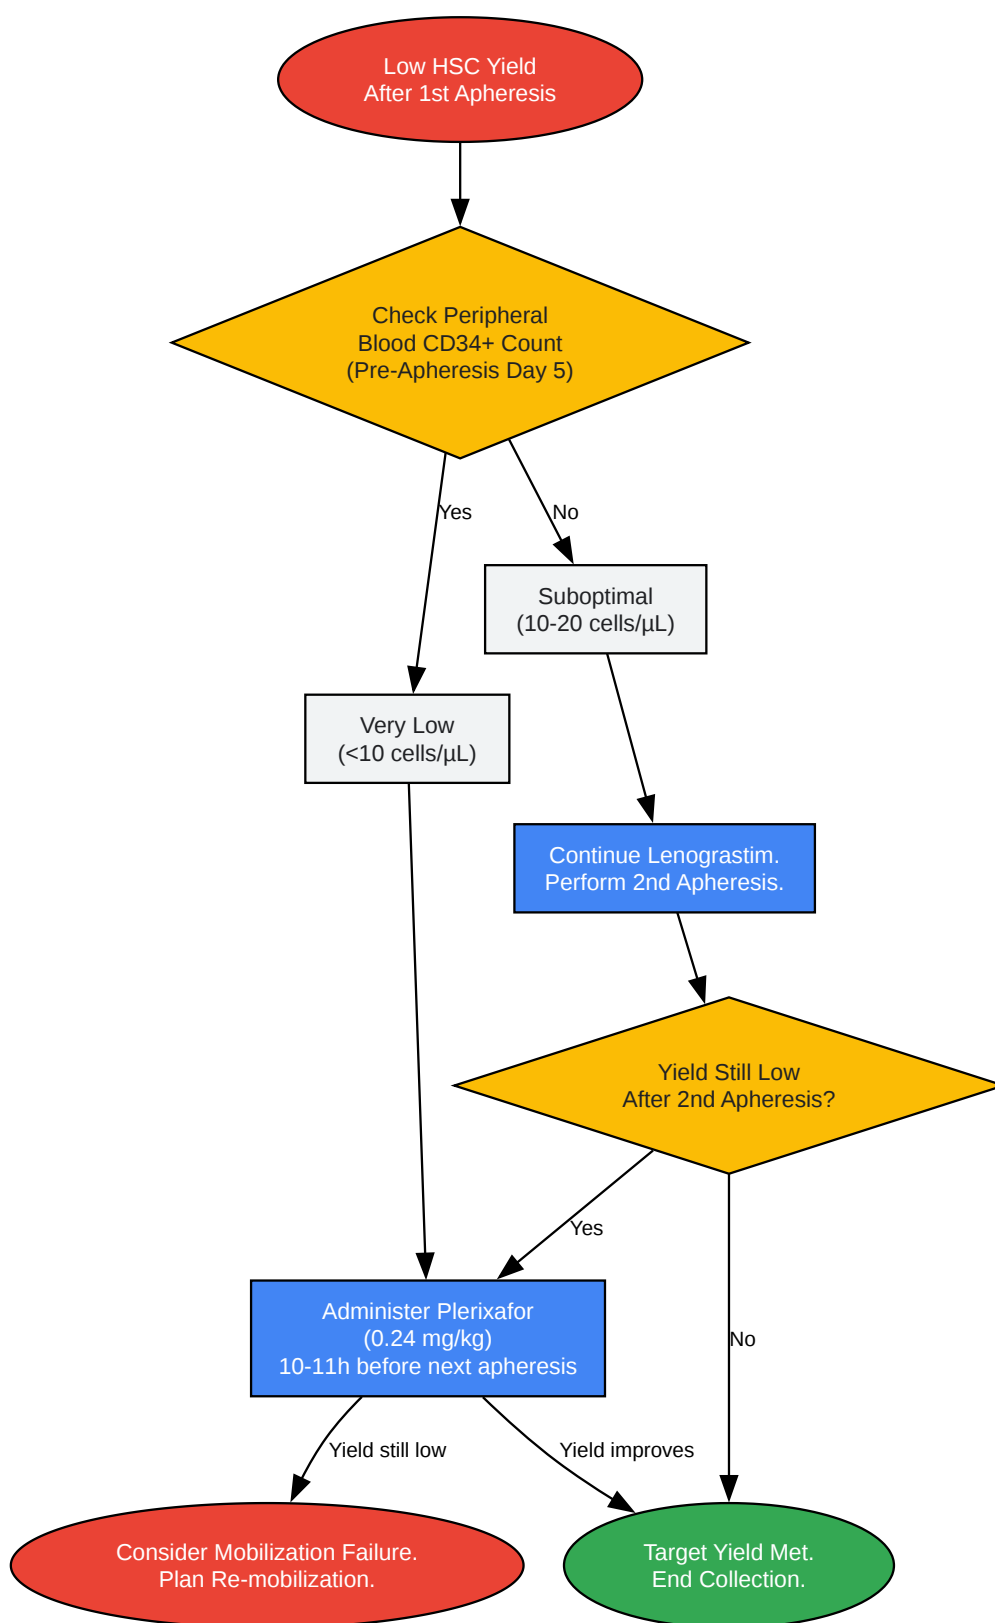 Low HSC Yield
After 1st Apheresis
Check Peripheral
Blood CD34+ Count
(Pre-Apheresis Day 5)
Yes
No
Suboptimal
(10-20 cells/µL)
Very Low
(<10 cells/µL)
Continue Lenograstim.
Perform 2nd Apheresis.
Yield Still Low
After 2nd Apheresis?
Yes
Administer Plerixafor
(0.24 mg/kg)
10-11h before next apheresis
No
Yield still low
Yield improves
Consider Mobilization Failure.
Plan Re-mobilization.
Target Yield Met.
End Collection.